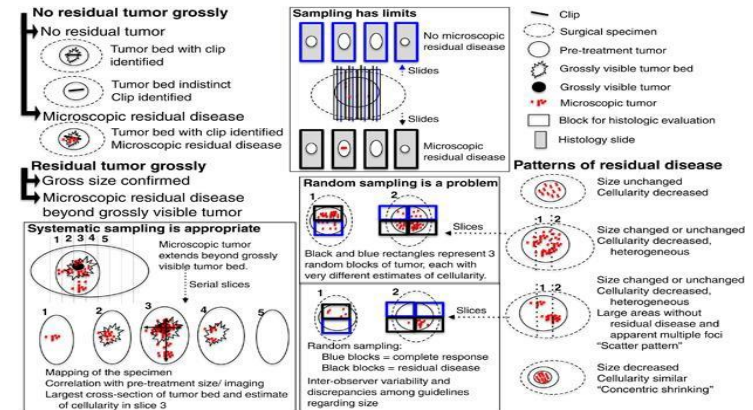 No residual tumor grossly
No residual tumor
Tumor bed with clip
identified
Tumor bed indistinct
Clip identified
Microscopic residual disease
Tumor bed with clip identified
Microscopic residual disease
Residual tumor grossly
Gross size confirmed
Microscopic residual disease
beyond grossly visible tumor
Systematic sampling is appropriate
1 2 3 4 5
Microscopic tumor
extends beyond grossly
visible tumor bed.
Serial slices
1
2
3
4
5
Mapping of the specimen
Correlation with pre-treatment size/ imaging
Largest cross-section of tumor bed and estimate
of cellularity in slice 3
Sampling has limits
No microscopic
residual disease
Slides
Slides
Microscopic
residual disease
Random sampling is a problem
1
2
Slices
Black and blue rectangles represent 3
random blocks of tumor, each with
very different estimates of cellularity.
1
2
Slices
Random sampling:
Blue blocks = complete response
Black blocks = residual disease
Inter-observer variability and
discrepancies among guidelines
regarding size
Clip
Surgical specimen
Pre-treatment tumor
Grossly visible tumor bed
Grossly visible tumor
Microscopic tumor
Block for histologic evaluation
Histology slide
Patterns of residual disease
Size unchanged
Cellularity decreased
1 2
Size changed or unchanged
Cellularity decreased,
heterogeneous
1 2
Size changed or unchanged
Cellularity decreased,
heterogeneous
Large areas without
residual disease and
apparent multiple foci
"Scatter pattern"
Size decreased
Cellularity similar
"Concentric shrinking"